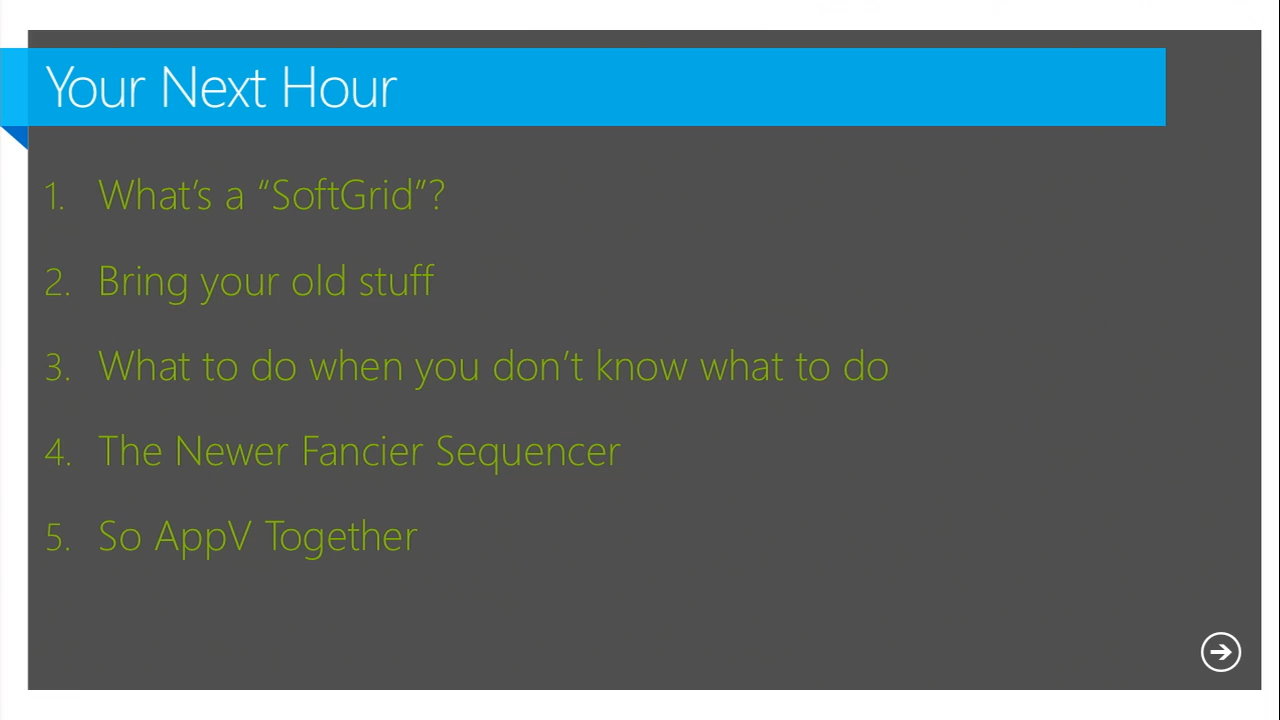 Your Next Hour
1. What’s a “SoftGrid”?
2. Bring your old stuff
3. What to do when you don’t know what to do
4. The Newer Fancier Sequencer
5. So AppV Together